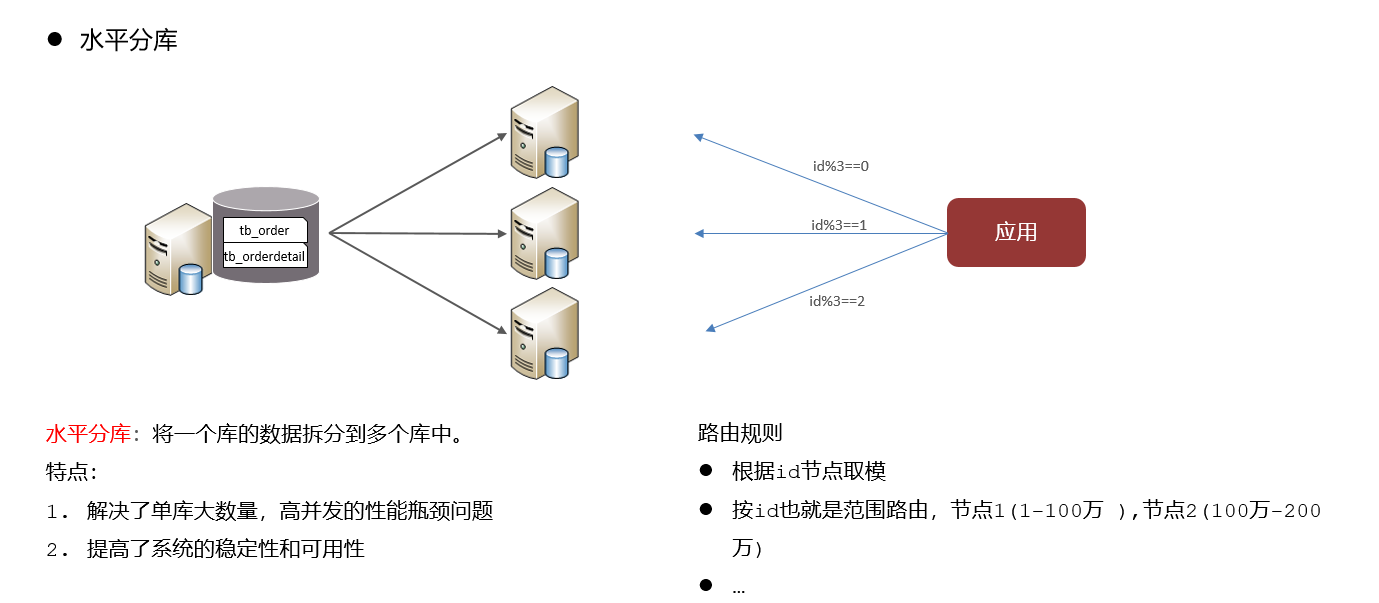 ● 水平分库
tb_order
tb_orderdetail
id%3==0
id%3==1
id%3==2
应用
水平分库：将一个库的数据拆分到多个库中。
特点：
1. 解决了单库大数量，高并发的性能瓶颈问题
2. 提高了系统的稳定性和可用性
路由规则
● 根据id节点取模
● 按id也就是范围路由，节点1(1-100万 ),节点2(100万-200
万)
● …